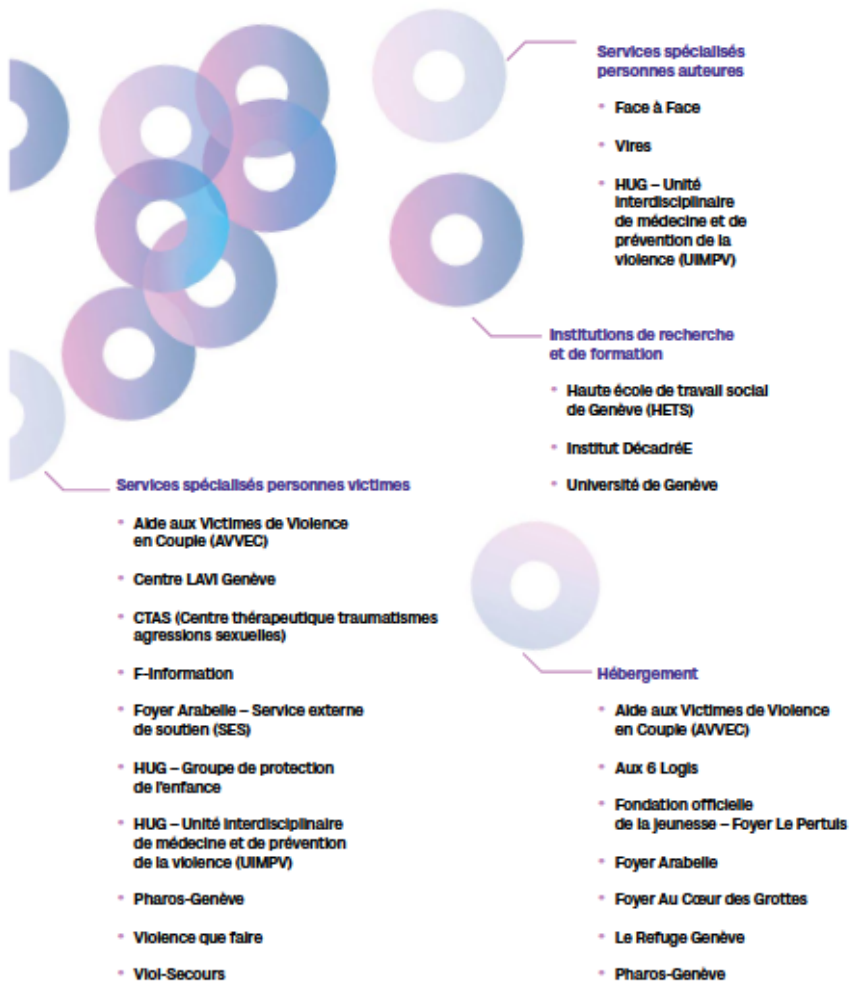 Services spécialisés
personnes auteures
• Face à Face
• Vires
• HUG – Unité
interdisciplinaire
de médecine et de
prévention de la
violence (UIMPV)
Institutions de recherche
et de formation
• Haute école de travail social
de Genève (HETS)
• Institut DécadréE
• Université de Genève
Services spécialisés personnes victimes
• Aide aux Victimes de Violence
en Couple (AVVEC)
• Centre LAVI Genève
• CTAS (Centre thérapeutique traumatismes
agressions sexuelles)
• F-Information
• Foyer Arabelle – Service externe
de soutien (SES)
• HUG – Groupe de protection
de l'enfance
• HUG – Unité interdisciplinaire
de médecine et de prévention
de la violence (UIMPV)
• Pharos-Genève
• Violence que faire
• Viol-Secours
Hébergement
• Aide aux Victimes de Violence
en Couple (AVVEC)
• Aux 6 Logis
• Fondation officielle
de la jeunesse – Foyer Le Pertuis
• Foyer Arabelle
• Foyer Au Cœur des Grottes
• Le Refuge Genève
• Pharos-Genève